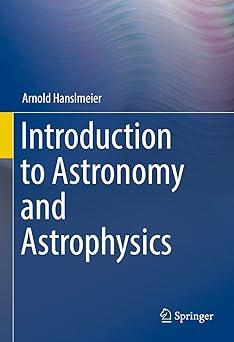 Arnold Hanslmeier
Introduction
to Astronomy
and
Astrophysics
Springer